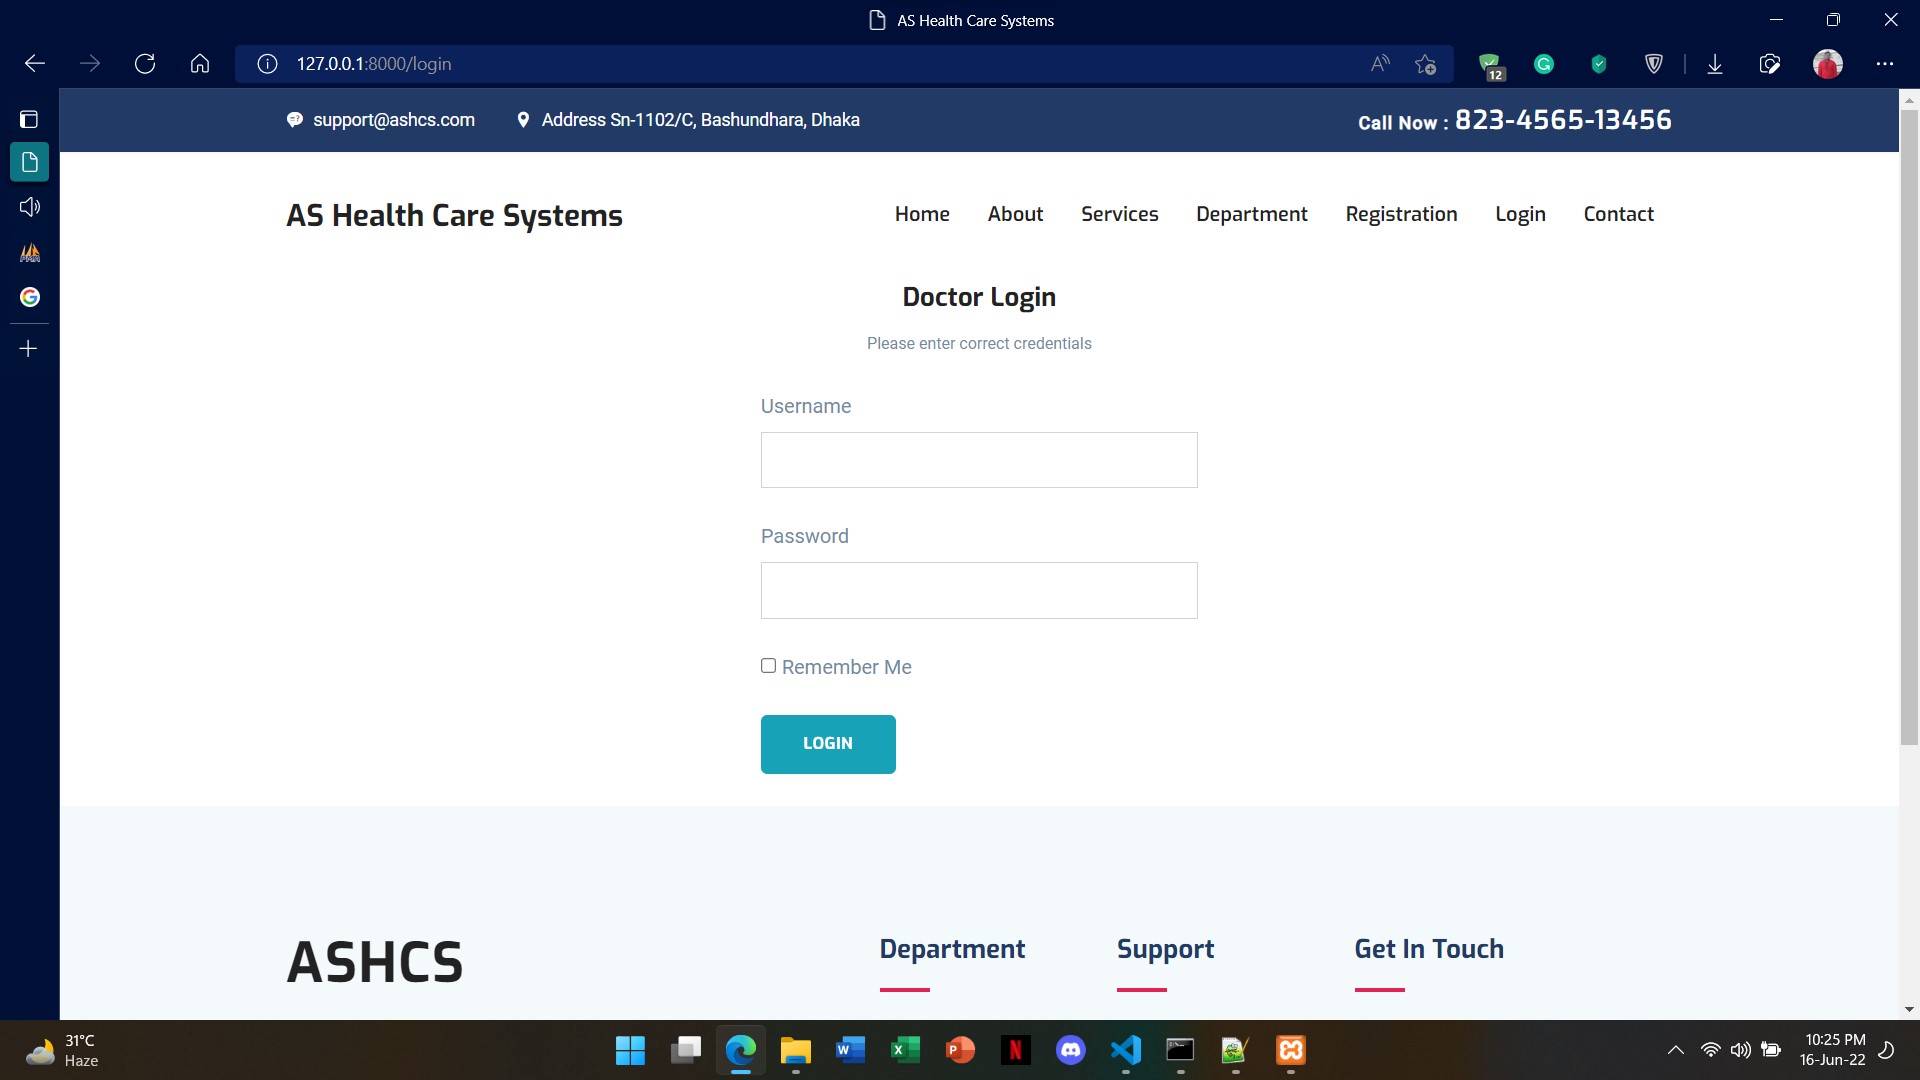 AS Health Care Systems
127.0.0.1:8000/login
12
support@ashcs.com
Address Sn-1102/C, Bashundhara, Dhaka
Call Now : 823-4565-13456
AS Health Care Systems
Home
About
Services
Department
Registration
Login
Contact
Doctor Login
Please enter correct credentials
Username
Password
Remember Me
LOGIN
ASHCS
Department
Support
Get In Touch
31°C
Haze
10:25 PM
16-Jun-22